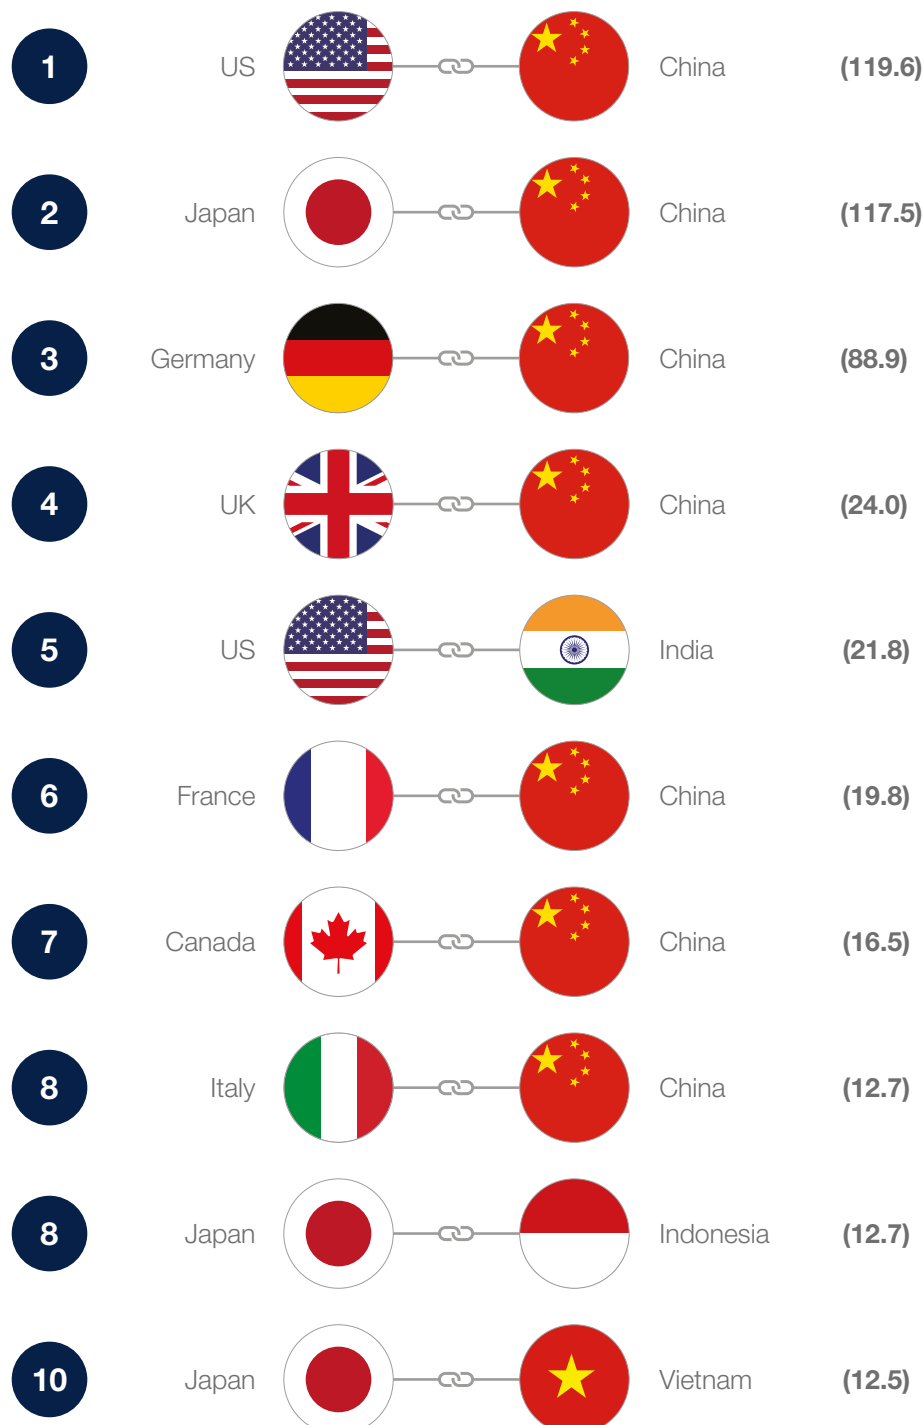 1 US China (119.6)
2 Japan China (117.5)
3 Germany China (88.9)
4 UK China (24.0)
5 US India (21.8)
6 France China (19.8)
7 Canada China (16.5)
8 Italy China (12.7)
8 Japan Indonesia (12.7)
10 Japan Vietnam (12.5)